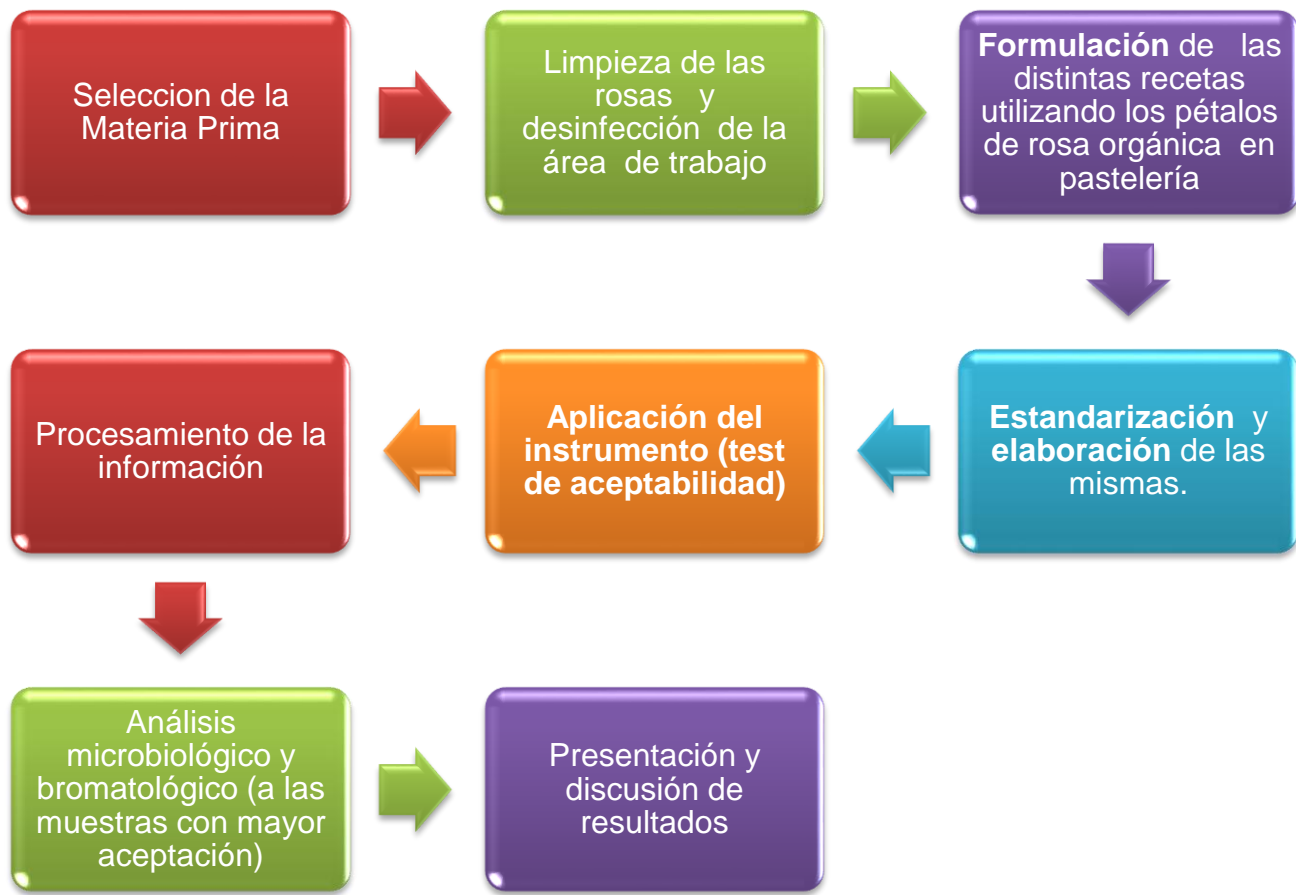 Seleccion de la
Materia Prima
Limpieza de las
rosas y
desinfección de la
área de trabajo
Formulación de las
distintas recetas
utilizando los pétalos
de rosa orgánica en
pastelería
Estandarización y
elaboración de las
mismas.
Aplicación del
instrumento (test
de aceptabilidad)
Procesamiento de la
información
Análisis
microbiológico y
bromatológico (a las
muestras con mayor
aceptación)
Presentación y
discusión de
resultados